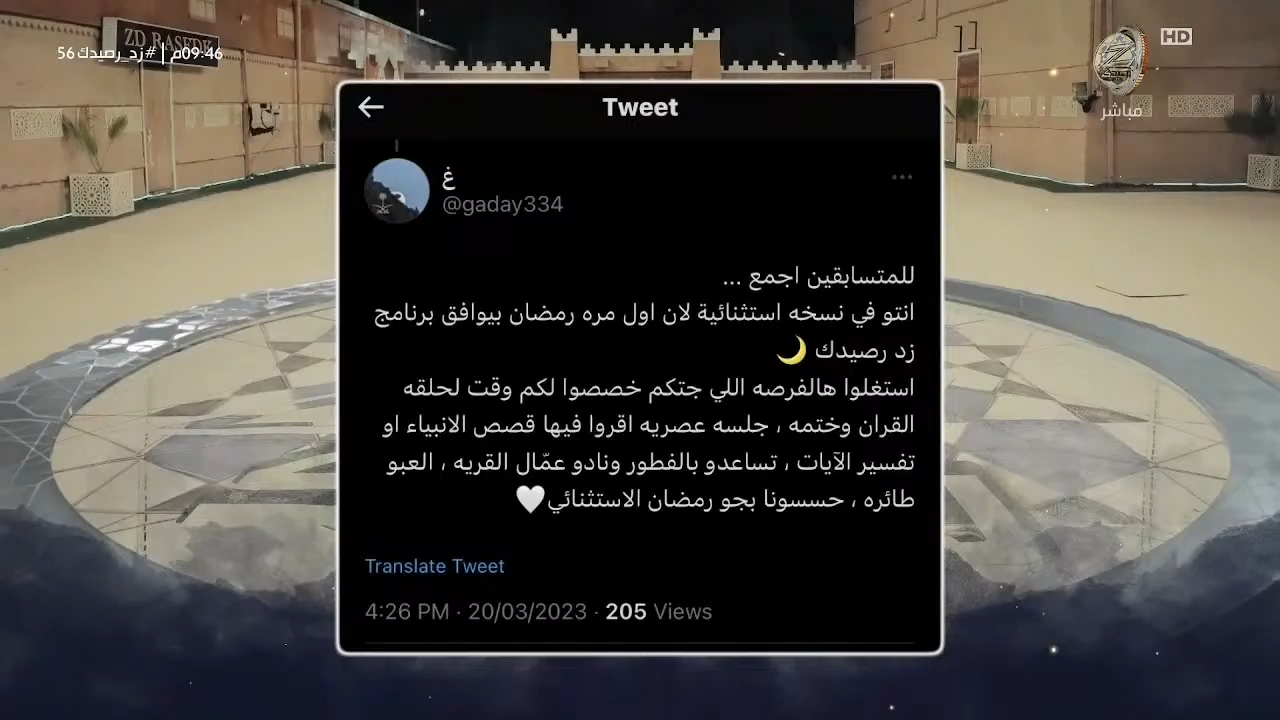 09:46م | #زد_رصيدك56
ZD RASEDK
HD
مباشر
Tweet
غ
@gaday334
للمتسابقين اجمع ...
انتو في نسخه استثنائية لان اول مره رمضان بيوافق برنامج
زد رصيدك 🌙
استغلوا هالفرصه اللي جتكم خصصوا لكم وقت لحلقه
القران وختمه ، جلسه عصريه اقروا فيها قصص الانبياء او
تفسير الآيات ، تساعدو بالفطور ونادو عمّال القريه ، العبو
طائره ، حسسونا بجو رمضان الاستثنائي🤍
Translate Tweet
4:26 PM · 20/03/2023 · 205 Views